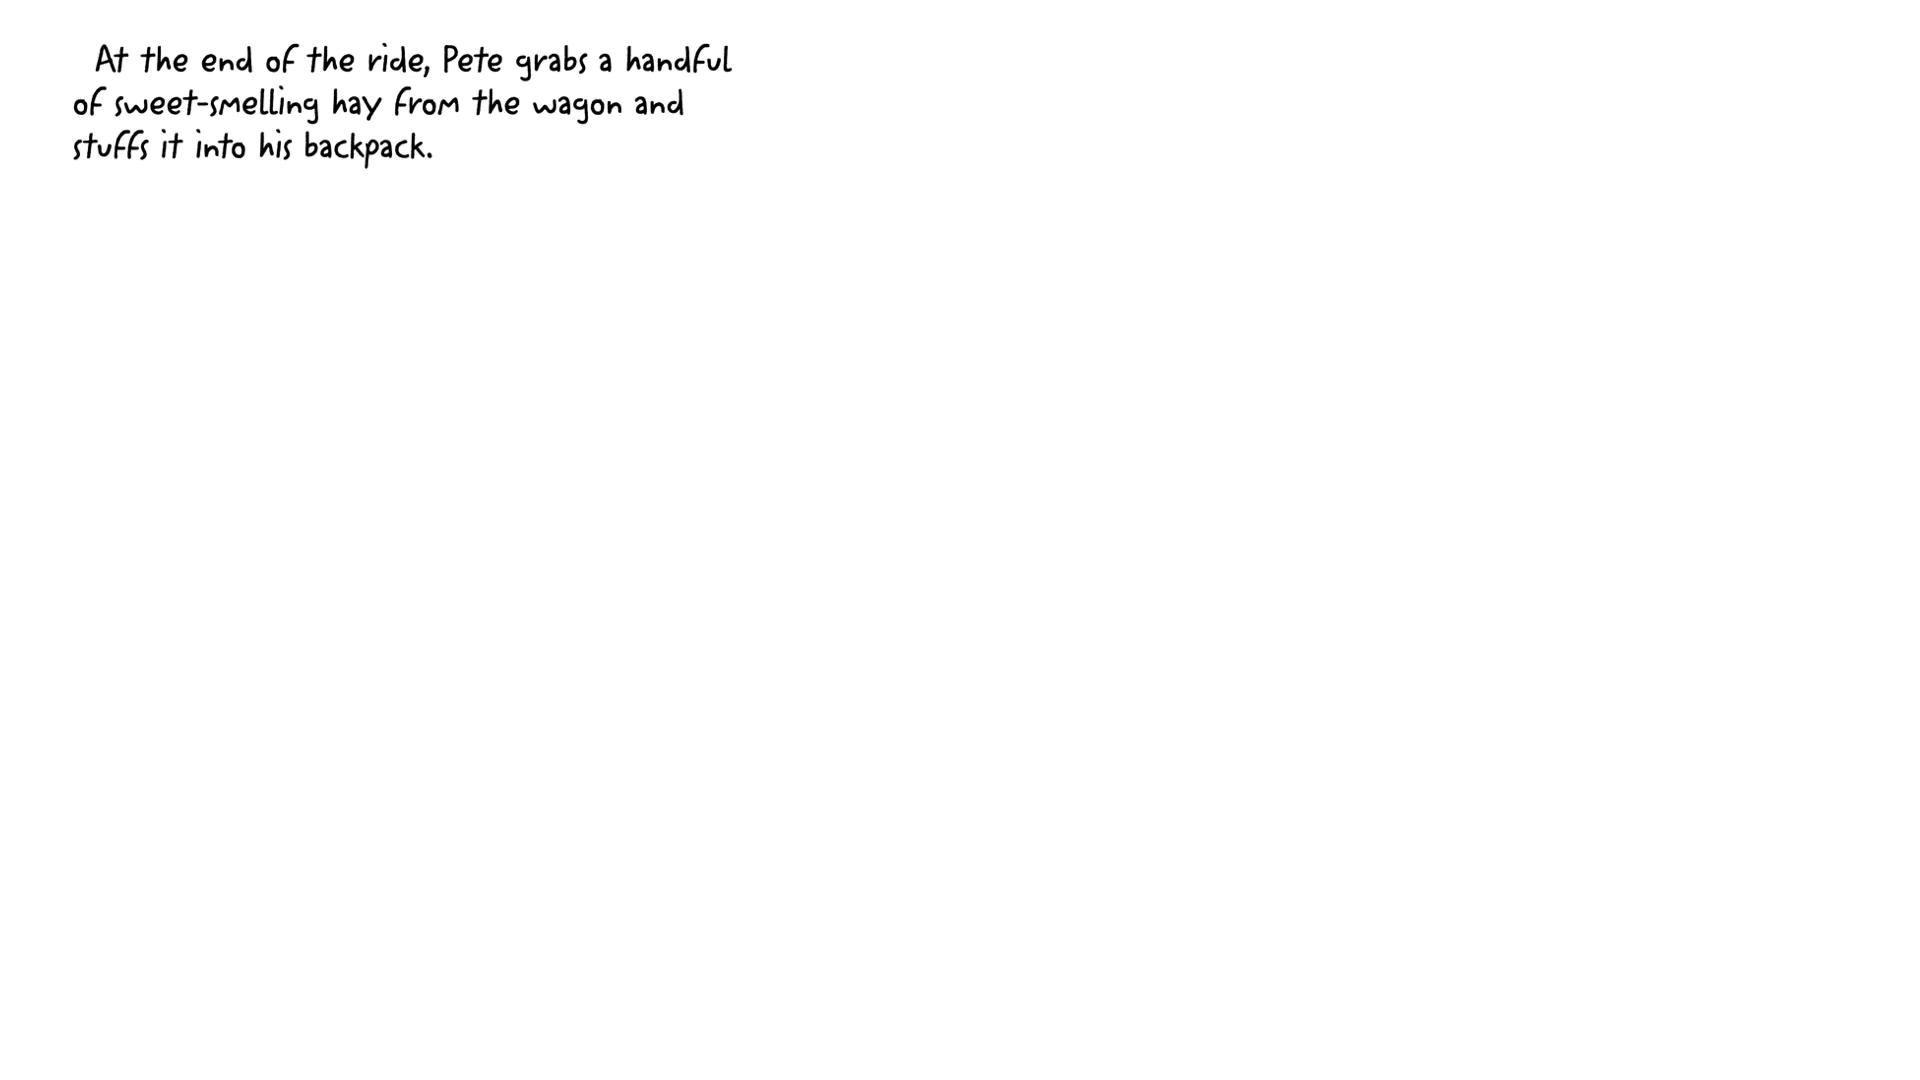 At the end of the ride, Pete grabs a handful
of sweet-smelling hay from the wagon and
stuffs it into his backpack.